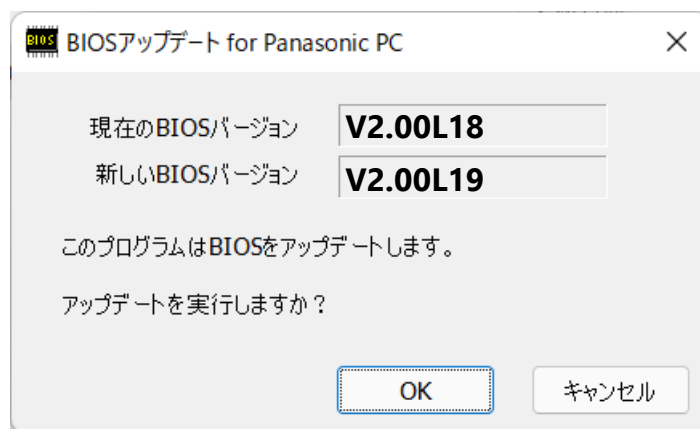 BIOS
BIOSアップデート for Panasonic PC
現在のBIOSバージョン V2.00L18
新しいBIOSバージョン V2.00L19
このプログラムはBIOSをアップデートします。
アップデートを実行しますか?
OK キャンセル